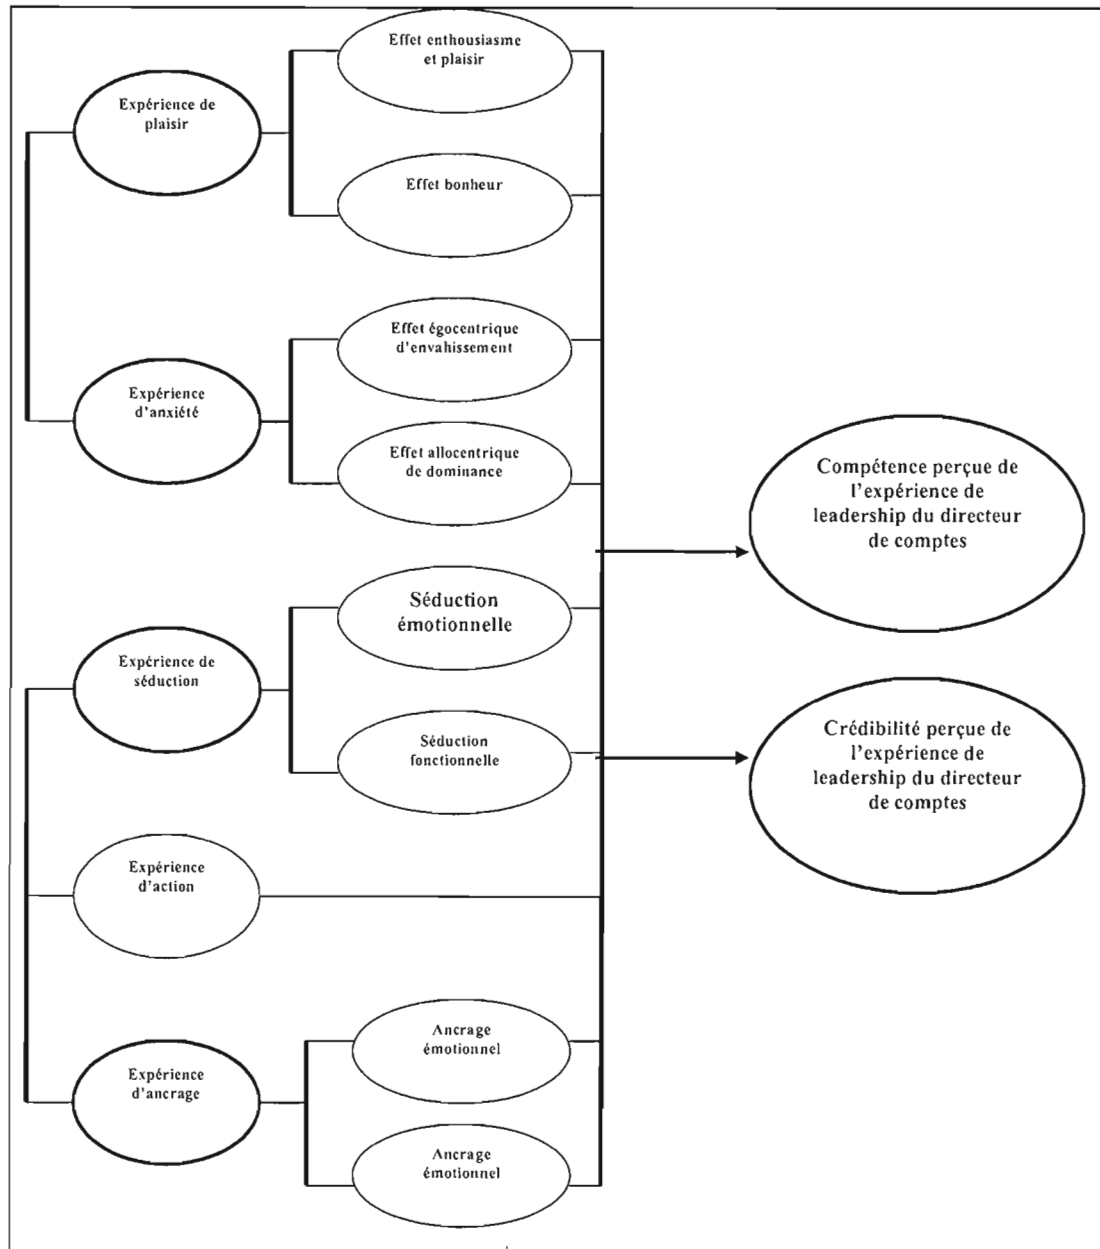 Expérience de
plaisir
Effet enthousiasme
et plaisir
Effet bonheur
Expérience
d'anxiété
Effet égocentrique
d'envahissement
Effet allocentrique
de dominance
Expérience de
séduction
Séduction
émotionnelle
Séduction
fonctionnelle
Expérience
d'action
Expérience
d'ancrage
Ancrage
émotionnel
Ancrage
émotionnel
Compétence perçue de
l'expérience de
leadership du directeur
de comptes
Crédibilité perçue de
l'expérience de
leadership du directeur
de comptes